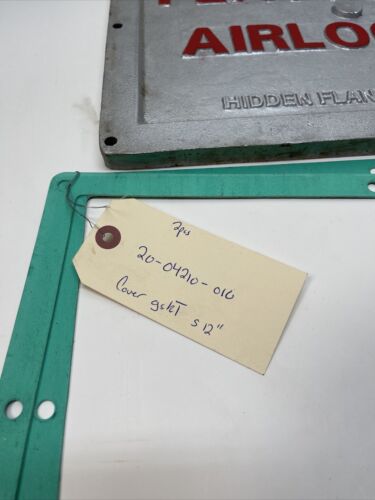 AIRLO
HIDDEN FLAN
2pcs
20-04210-010
Cover gskT
S 12"